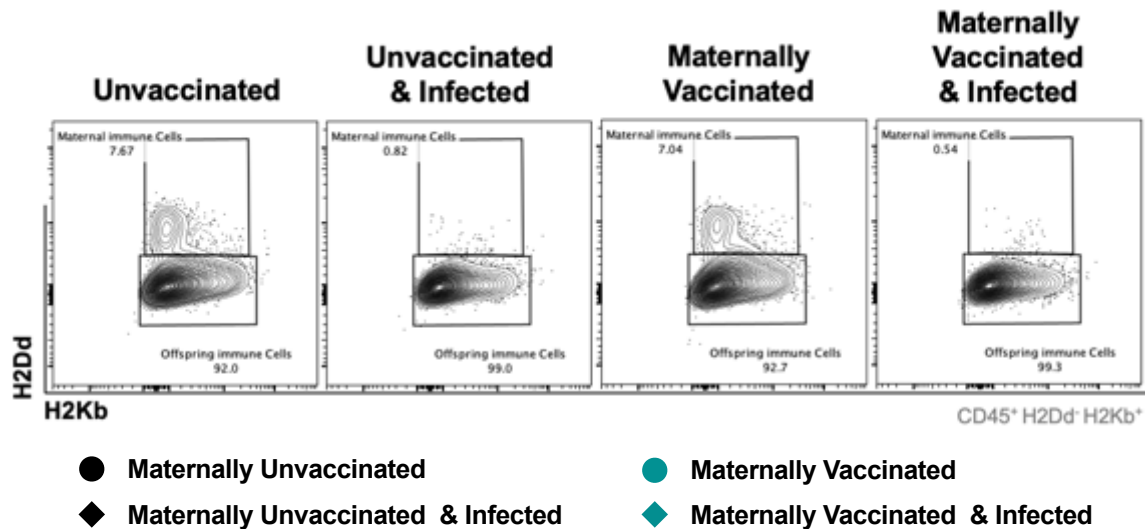 Unvaccinated
Unvaccinated
& Infected
Maternally
Vaccinated
Maternally
Vaccinated
& Infected
Maternal immune Cells
7.67
Offspring immune Cells
92.0
Maternal immune Cells
0.82
Offspring immune Cells
99.0
Maternal immune Cells
7.04
Offspring immune Cells
92.7
Maternal immune Cells
0.54
Offspring immune Cells
99.3
H2Dd
H2Kb
CD45⁺ H2Dd⁻ H2Kb⁺
Maternally Unvaccinated
Maternally Vaccinated
Maternally Unvaccinated & Infected
Maternally Vaccinated & Infected